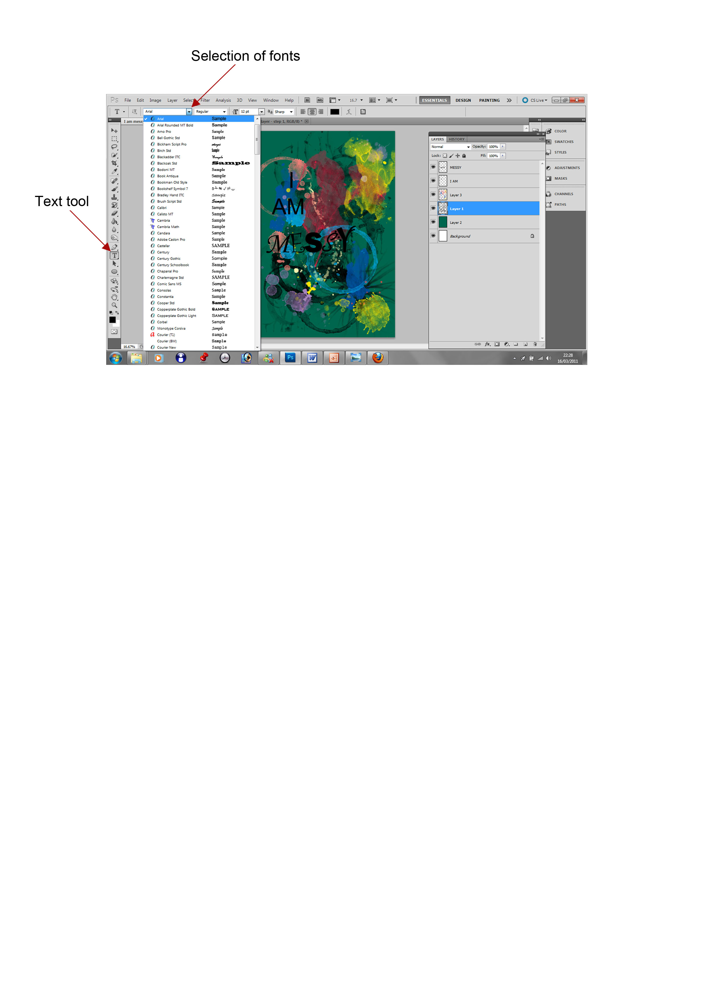 Selection of fonts
Text tool
Ps File Edit Image Layer Select Filter Analysis 3D View Window Help Br Mb 16.7 ESSENTIALS DESIGN PAINTING CS Live
T Arial Regular 12 pt Sharp
I am messy
layer - step 1, RGB/8) *
Arial Sample
Arial Rounded MT Bold Sample
Arno Pro Sample
Bell Gothic Std Sample
Bickham Script Pro Sample
Birch Std Sample
Blackadder ITC Sample
Blackoak Std Sample
Bodoni MT Sample
Book Antiqua Sample
Bookman Old Style Sample
Bookshelf Symbol 7
Bradley Hand ITC Sample
Brush Script Std Sample
Calibri Sample
Calisto MT Sample
Cambria Sample
Cambria Math Sample
Candara Sample
Adobe Caslon Pro Sample
Castellar SAMPLE
Century Sample
Century Gothic Sample
Century Schoolbook Sample
Chaparral Pro Sample
Charlemagne Std SAMPLE
Comic Sans MS Sample
Consolas Sample
Constantia Sample
Cooper Std Sample
Copperplate Gothic Bold SAMPLE
Copperplate Gothic Light SAMPLE
Corbel Sample
Monotype Corsiva Sample
Courier (T1) Sample
Courier (BM) Sample
Courier New Sample
16.67%
I
AM
MESSY
LAYERS HISTORY
Normal Opacity: 100%
Lock: Fill: 100%
MESSY
I AM
Layer 3
Layer 1
Layer 2
Background
COLOR
SWATCHES
STYLES
ADJUSTMENTS
MASKS
CHANNELS
PATHS
Ps W
22:28
16/03/2011